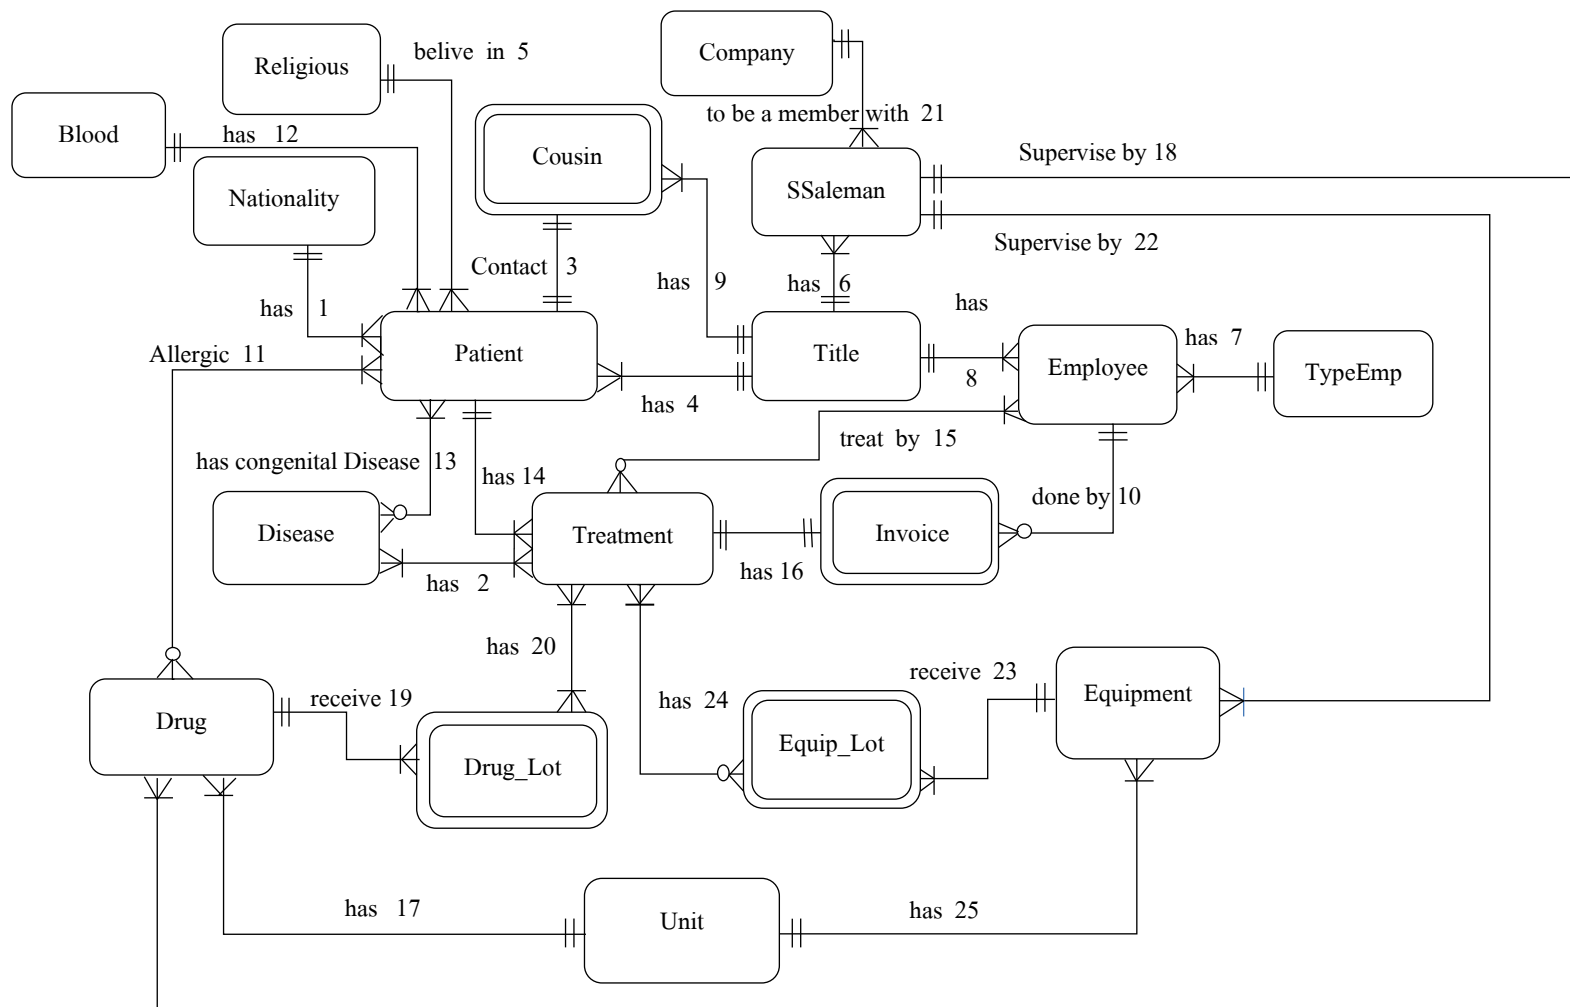 Company
belive in 5
Religious
to be a member with 21
Blood
has 12
Supervise by 18
Cousin
SSaleman
Nationality
Supervise by 22
Contact 3
has 9
has 6
has 1
has
has 7
Allergic 11
Patient
Title
Employee
TypeEmp
8
has 4
treat by 15
has congenital Disease 13
has 14
done by 10
Disease
Treatment
Invoice
has 16
has 2
has 20
receive 23
receive 19
has 24
Equipment
Drug
Equip_Lot
Drug_Lot
has 17
has 25
Unit